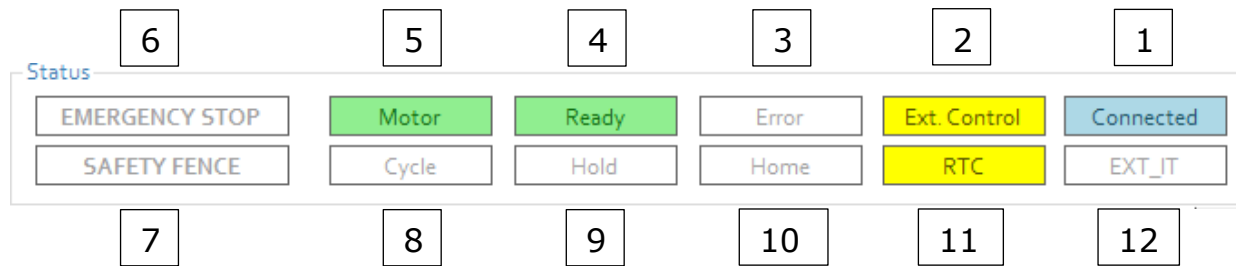 6 5 4 3 2 1
Status
EMERGENCY STOP Motor Ready Error Ext. Control Connected
SAFETY FENCE Cycle Hold Home RTC EXT_IT
7 8 9 10 11 12